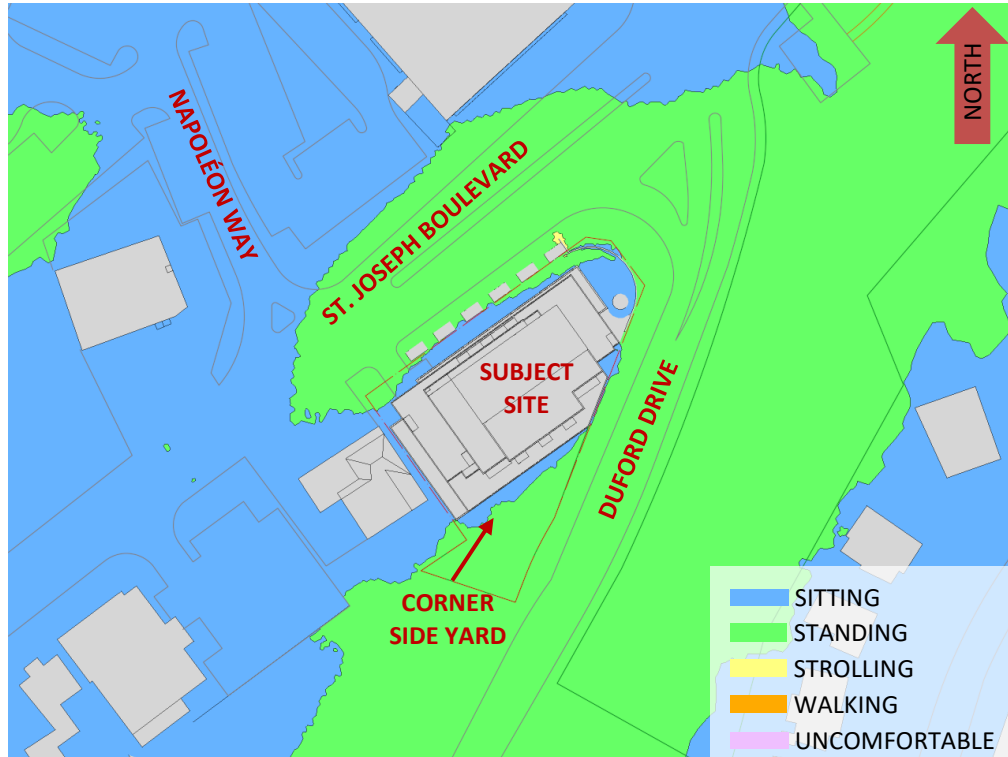 NORTH
NAPOLÉON WAY
ST. JOSEPH BOULEVARD
SUBJECT
SITE
DUFORD DRIVE
CORNER
SIDE YARD
SITTING
STANDING
STROLLING
WALKING
UNCOMFORTABLE